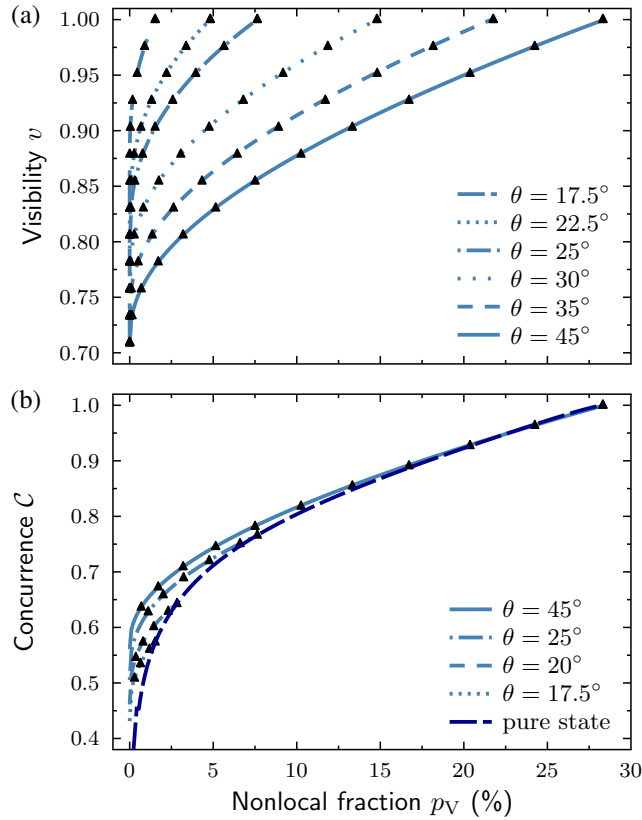 (a)
1.00
0.95
0.90
0.85
0.80
0.75
0.70
Visibility v
θ = 17.5°
θ = 22.5°
θ = 25°
θ = 30°
θ = 35°
θ = 45°
(b)
1.0
0.9
0.8
0.7
0.6
0.5
0.4
Concurrence C
θ = 45°
θ = 25°
θ = 20°
θ = 17.5°
pure state
0 5 10 15 20 25 30
Nonlocal fraction pV (%)